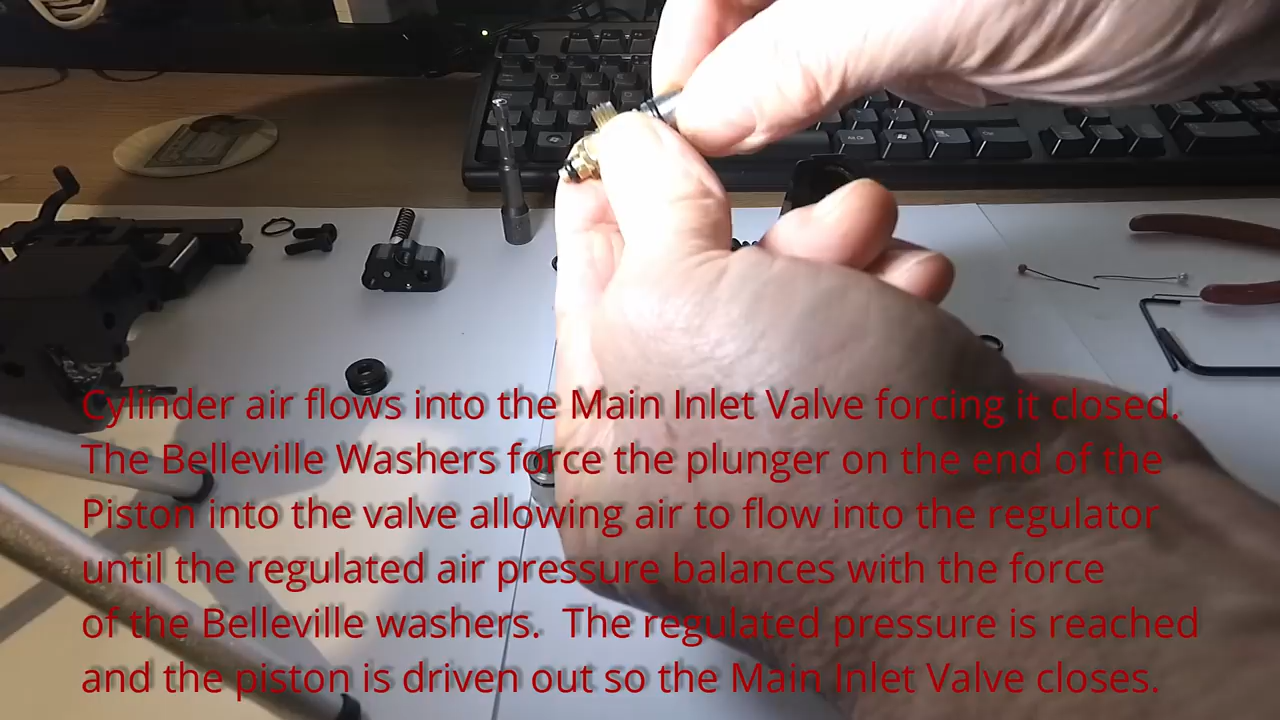 Cylinder air flows into the Main Inlet Valve forcing it closed.
The Belleville Washers force the plunger on the end of the
Piston into the valve allowing air to flow into the regulator
until the regulated air pressure balances with the force
of the Belleville washers.  The regulated pressure is reached
and the piston is driven out so the Main Inlet Valve closes.